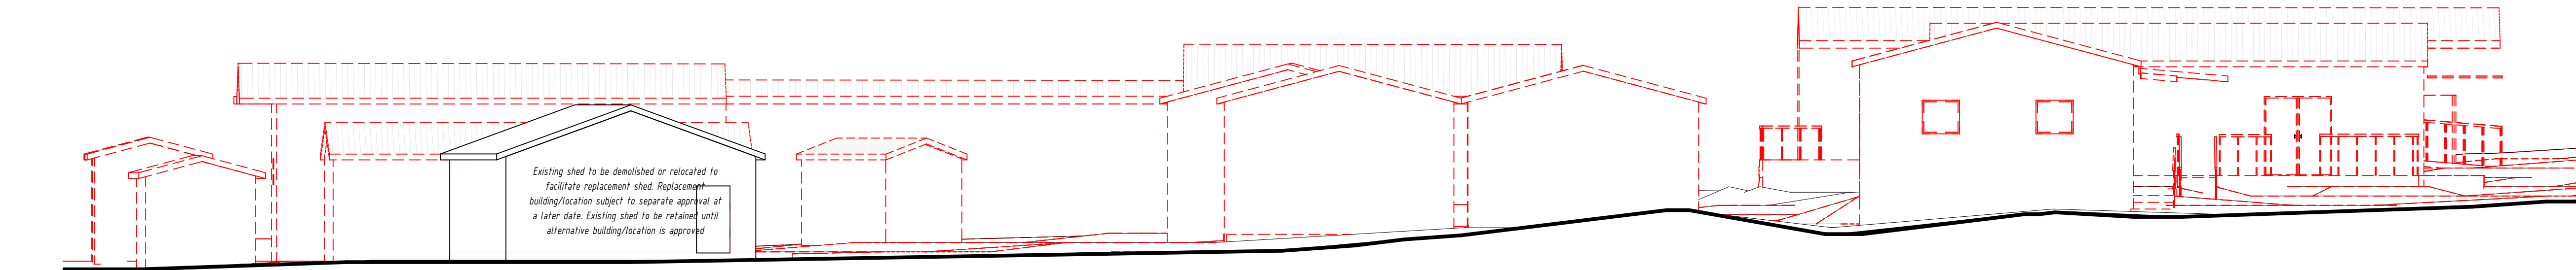 Existing shed to be demolished or relocated to
facilitate replacement shed. Replacement
building/location subject to separate approval at
a later date. Existing shed to be retained until
alternative building/location is approved